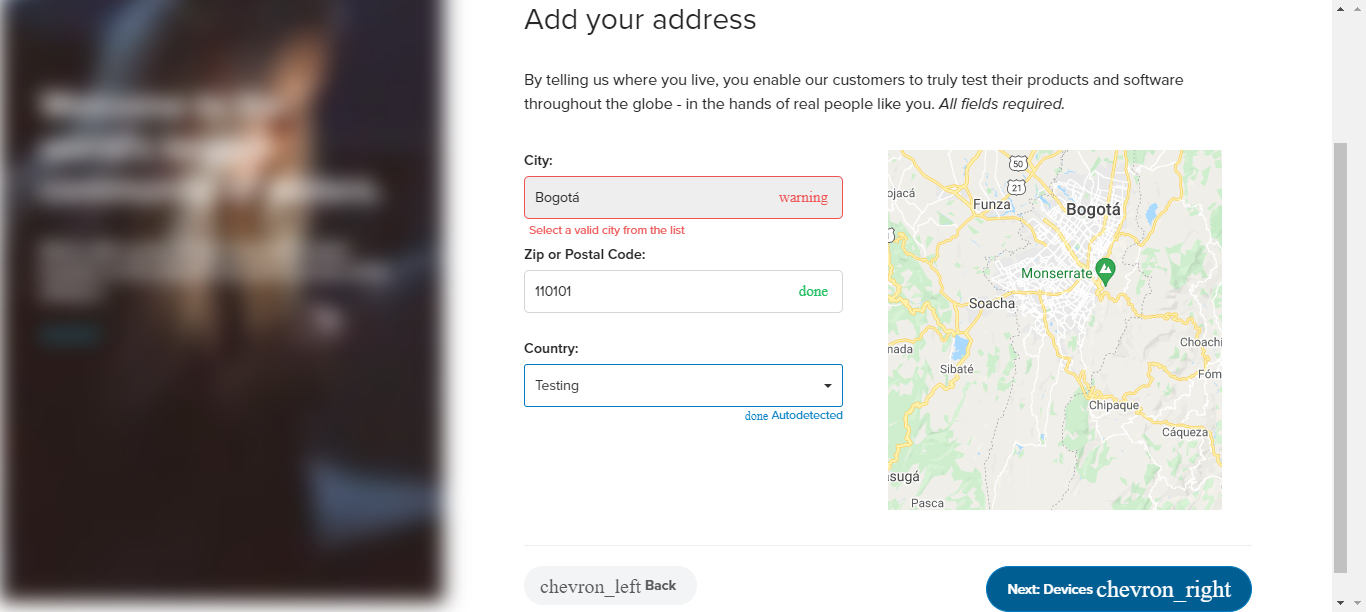 Add your address
By telling us where you live, you enable our customers to truly test their products and software
throughout the globe - in the hands of real people like you. All fields required.
City:
Bogotá warning
Select a valid city from the list
Zip or Postal Code:
110101 done
Country:
Testing
done Autodetected
50
21
ojacá
Funza
Bogotá
Monserrate
Soacha
nada
Sibaté
Choachí
Fóm
Chipaque
Cáqueza
asugá
Pasca
chevron_left Back
Next: Devices chevron_right